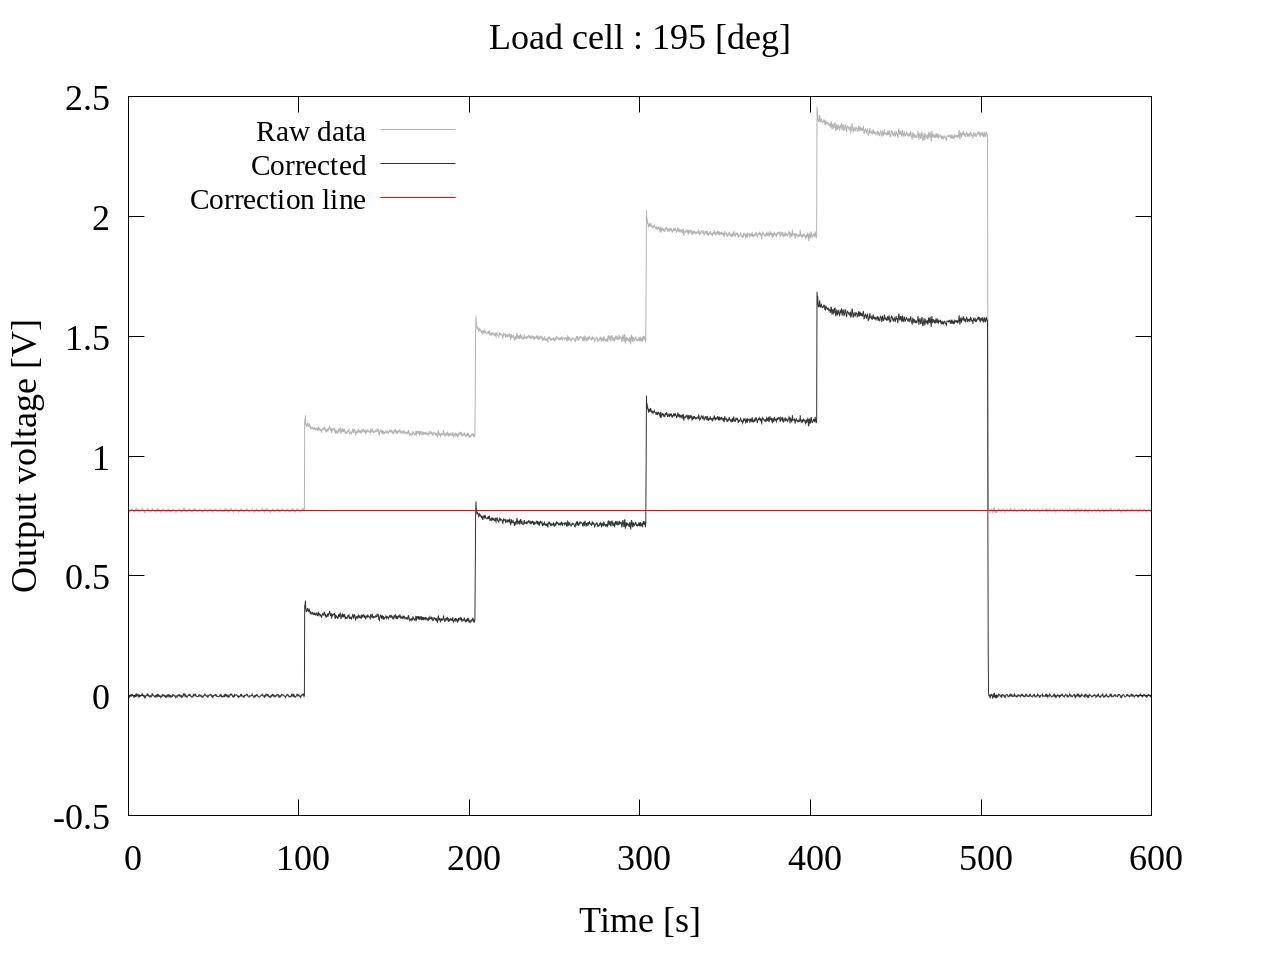 Load cell : 195 [deg]
2.5
Raw data
Corrected
Correction line
2
1.5
1
0.5
0
-0.5
Output voltage [V]
0 100 200 300 400 500 600
Time [s]